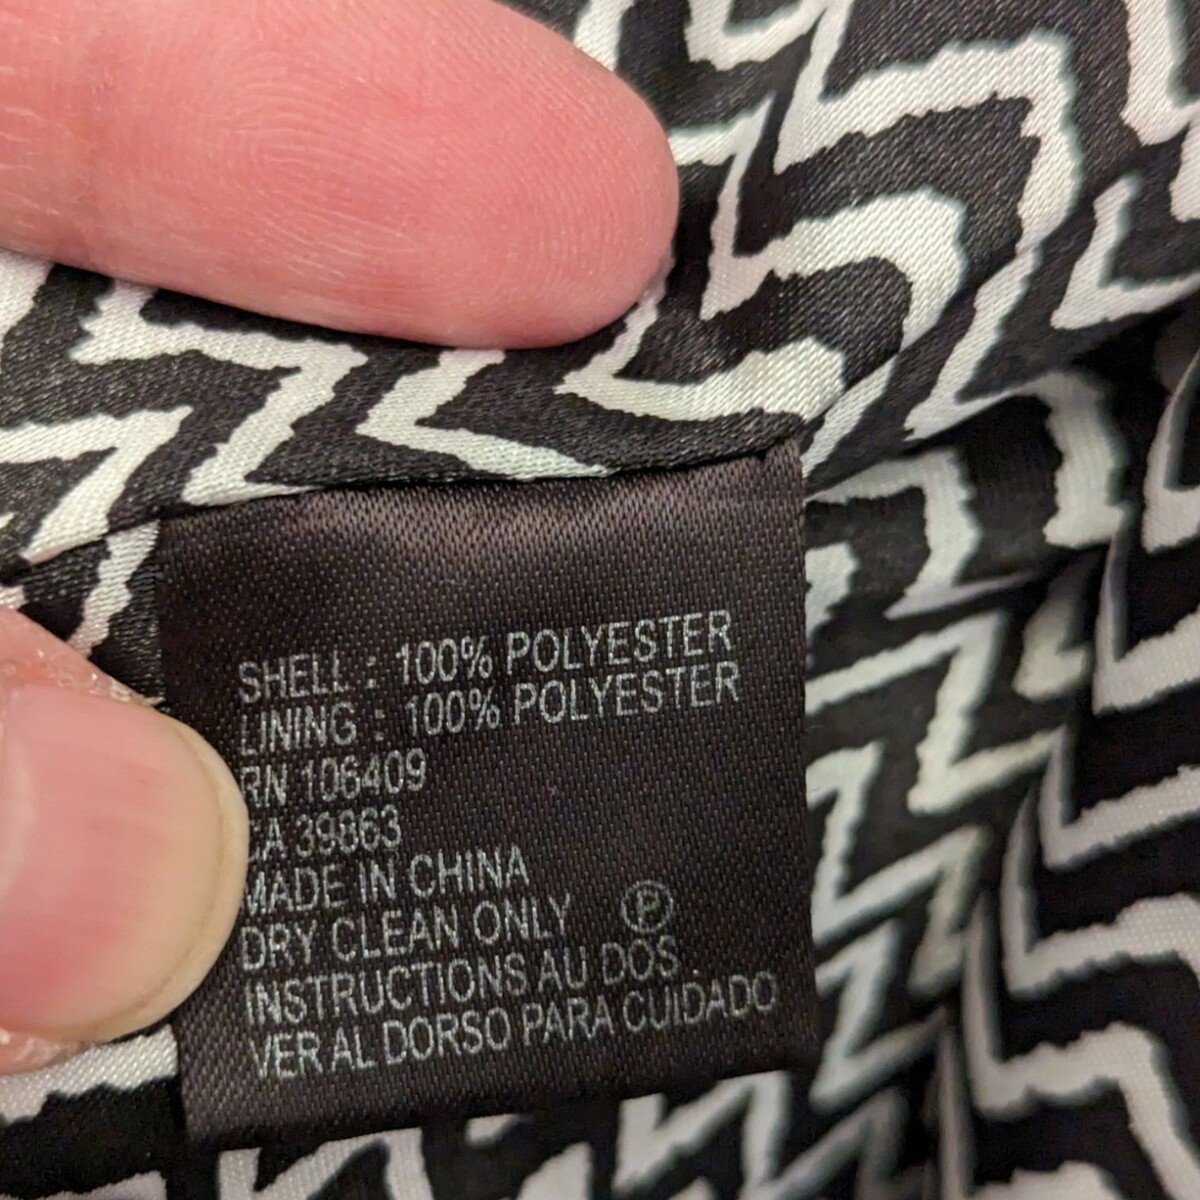 SHELL : 100% POLYESTER
LINING : 100% POLYESTER
RN 106409
CA 39863
MADE IN CHINA
DRY CLEAN ONLY Ⓟ
INSTRUCTIONS AU DOS
VER AL DORSO PARA CUIDADO